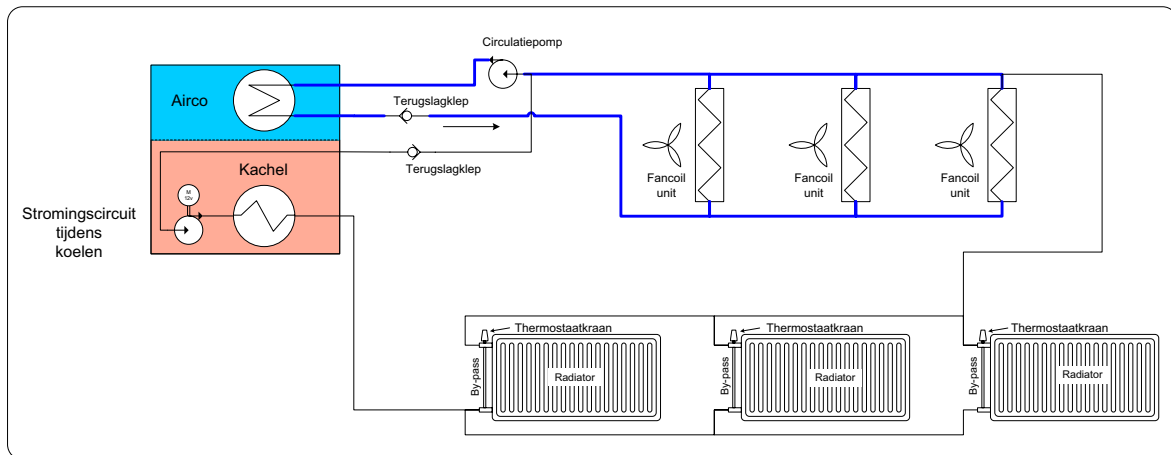 Circulatiepomp
Airco
Terugslagklep
Terugslagklep
Kachel
M
12v
Stromingscircuit
tijdens
koelen
Fancoil
unit
Fancoil
unit
Fancoil
unit
Thermostaatkraan
By-pass
Radiator
Thermostaatkraan
By-pass
Radiator
Thermostaatkraan
By-pass
Radiator